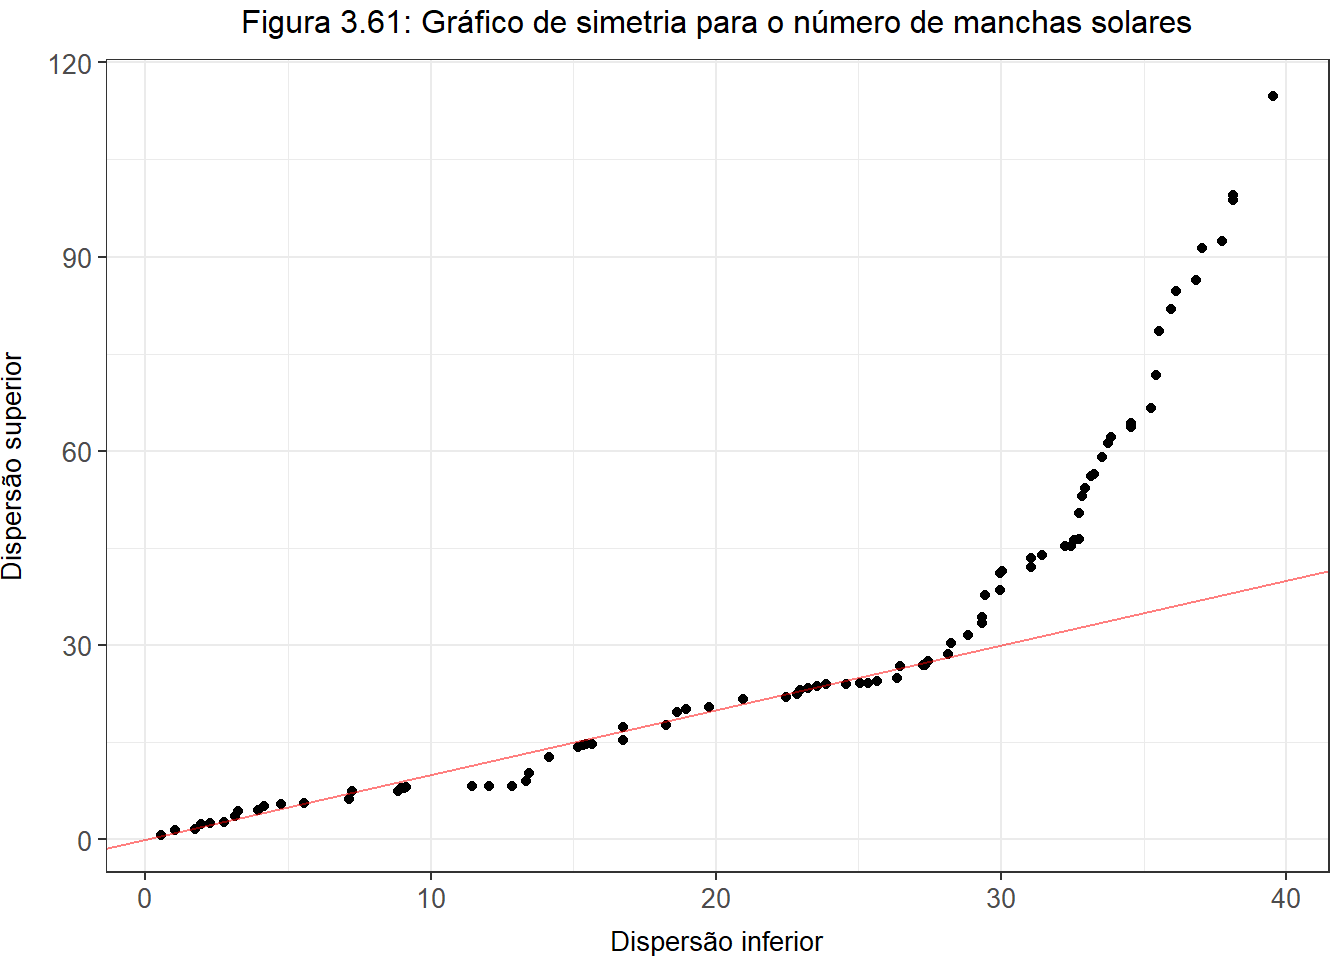 Figura 3.61: Gráfico de simetria para o número de manchas solares
120
90
60
30
0
Dispersão superior
0 10 20 30 40
Dispersão inferior